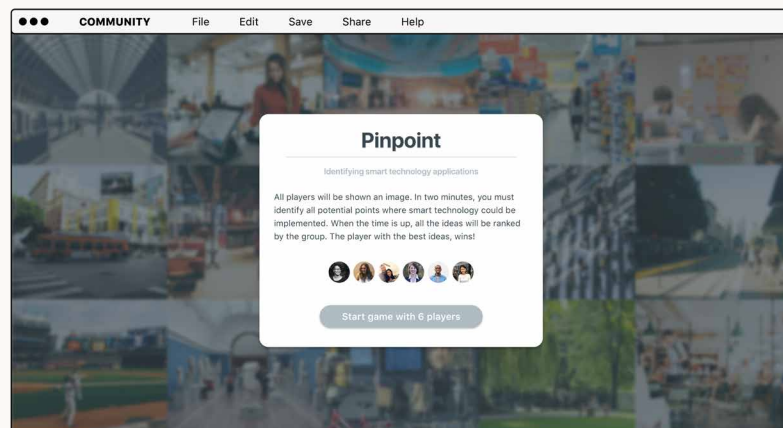 COMMUNITY File Edit Save Share Help
Pinpoint
Identifying smart technology applications
All players will be shown an image. In two minutes, you must
identify all potential points where smart technology could be
implemented. When the time is up, all the ideas will be ranked
by the group. The player with the best ideas, wins!
Start game with 6 players